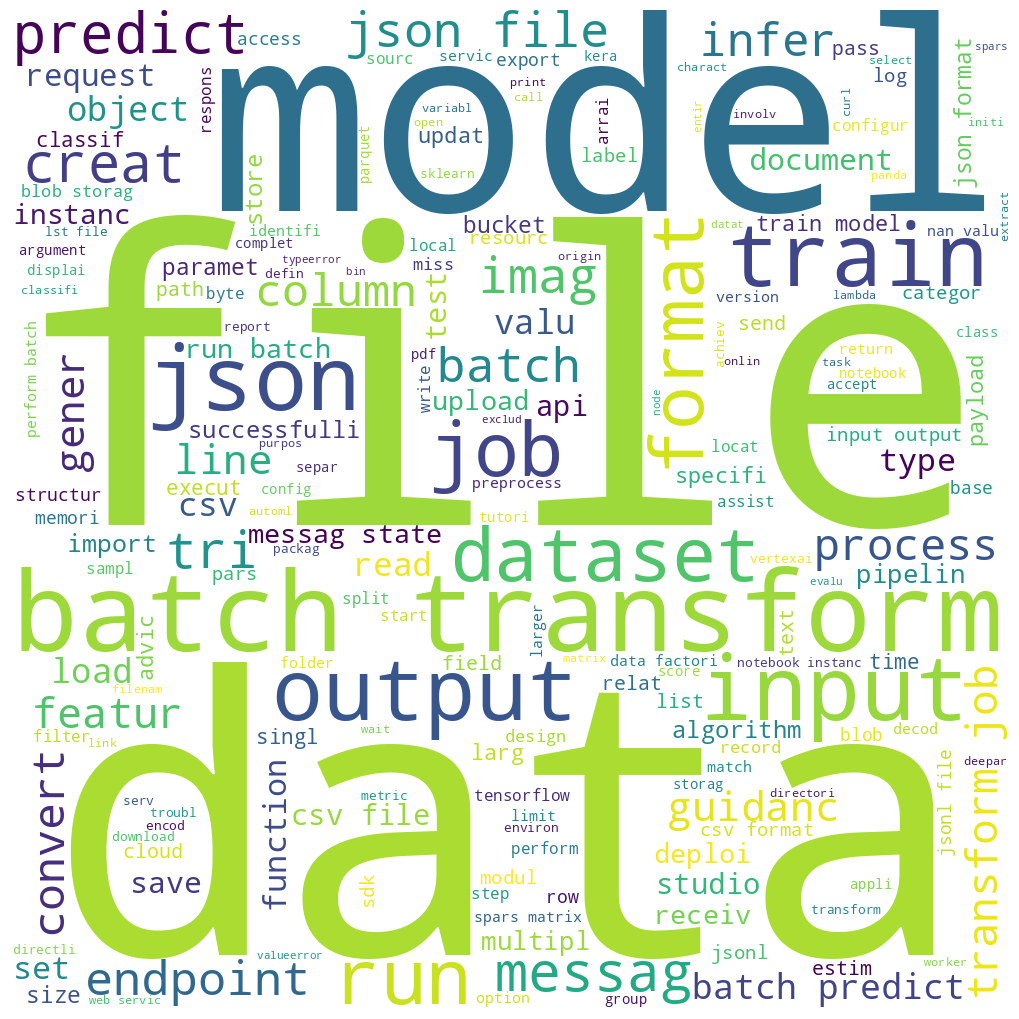 predict
access
json file
infer
pass
spars
sourc
servic
export
kera
select
request
respons
model
charact
log
print
call
object
variabl
open
arrai
entir
involv
curl
configur
json format
initi
classif
updat
label
document
creat
parquet
sklearn
panda
blob storag
store
extract
instanc
lst file
identifi
bucket
resourc
format
datat
train model
nan valu
argument
complet
typeerror
local
origin
train
displai
paramet
defin
bin
miss
imag
classifi
path
byte
column
test
version
lambda
categor
file
report
valu
send
class
perform batch
run batch
pdf
batch
achiev
onlin
return
task
notebook
accept
payload
json
write
upload
api
node
gener
successfulli
exclud
input output
purpos
job
locat
line
separ
type
specifi
structur
execut
config
preprocess
base
memori
csv
automl
tutori
assist
messag state
import
tri
packag
read
dataset
vertexai
process
sampl
pars
evalu
pipelin
batch transform
split
start
larger
text
advic
load
folder
field
matrix
data factori
notebook instanc
time
filenam
output
relat
score
input
transform job
featur
list
filter
link
singl
wait
design
algorithm
blob
decod
larg
record
convert
data
match
jsonl file
deepar
function
serv
metric
tensorflow
storag
directori
troubl
csv file
limit
guidanc
encod
environ
csv format
download
cloud
perform
deploi
save
sdk
modul
step
row
studio
appli
spars matrix
receiv
transform
directli
valueerror
multipl
jsonl
worker
set
endpoint
run
messag
estim
size
web servic
option
group
batch predict